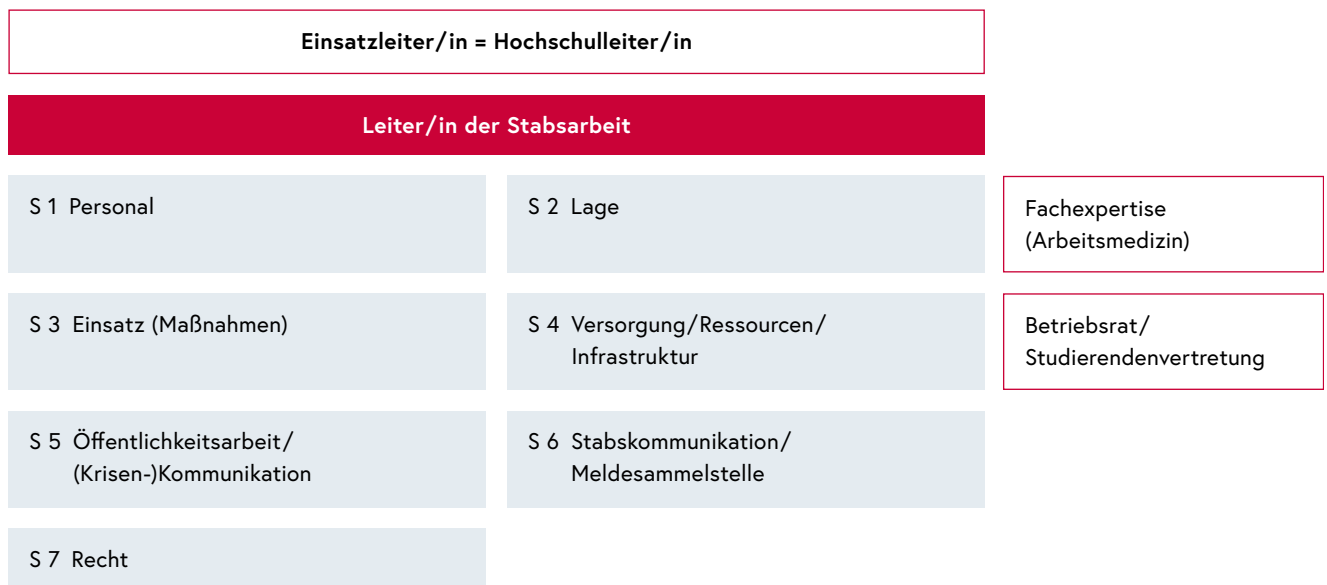 Einsatzleiter/in = Hochschulleiter/in
Leiter/in der Stabsarbeit
S 1 Personal
S 2 Lage
Fachexpertise
(Arbeitsmedizin)
S 3 Einsatz (Maßnahmen)
S 4 Versorgung/Ressourcen/
Infrastruktur
Betriebsrat/
Studierendenvertretung
S 5 Öffentlichkeitsarbeit/
(Krisen-)Kommunikation
S 6 Stabskommunikation/
Meldesammelstelle
S 7 Recht